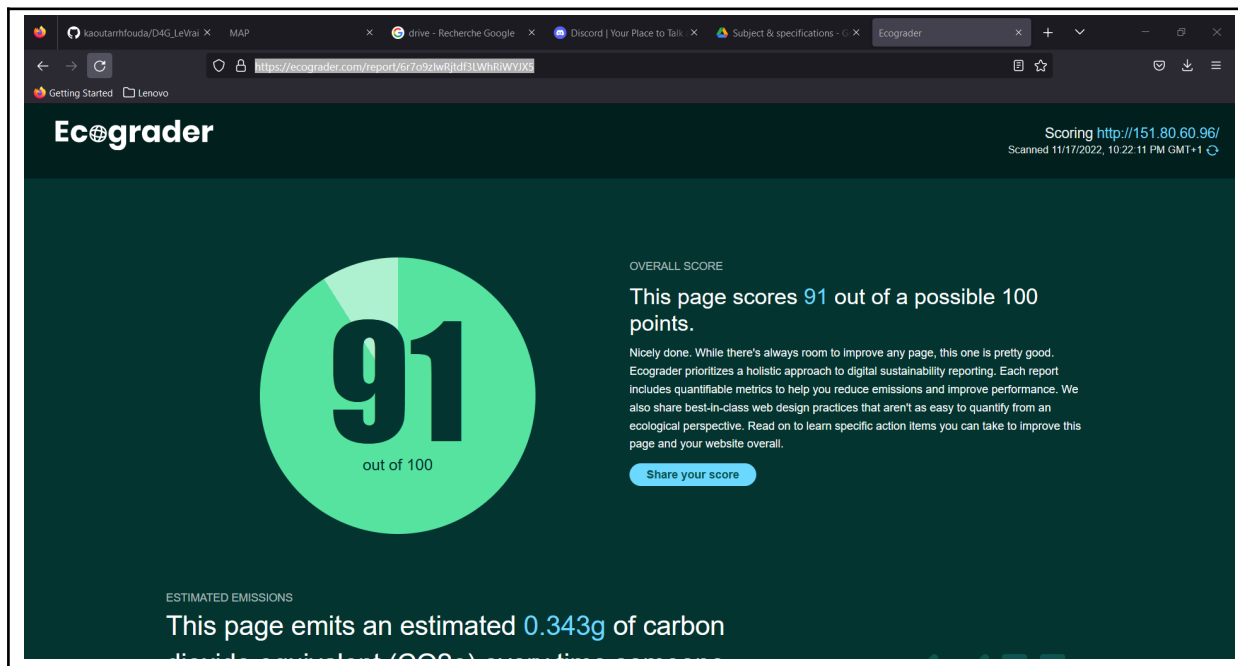 kaoutarrhfouda/D4G_LeVrai
MAP
drive - Recherche Google
Discord | Your Place to Talk
Subject & specifications - G
Ecograder
https://ecograder.com/report/6r7o9zIwRjtdf3LWhRiWYJX5
Getting Started
Lenovo
Ecograder
Scoring http://151.80.60.96/
Scanned 11/17/2022, 10:22:11 PM GMT+1
OVERALL SCORE
This page scores 91 out of a possible 100
points.
Nicely done. While there's always room to improve any page, this one is pretty good.
Ecograder prioritizes a holistic approach to digital sustainability reporting. Each report
includes quantifiable metrics to help you reduce emissions and improve performance. We
also share best-in-class web design practices that aren't as easy to quantify from an
ecological perspective. Read on to learn specific action items you can take to improve this
page and your website overall.
Share your score
91
out of 100
ESTIMATED EMISSIONS
This page emits an estimated 0.343g of carbon
dioxide equivalent (CO2e) every time someone